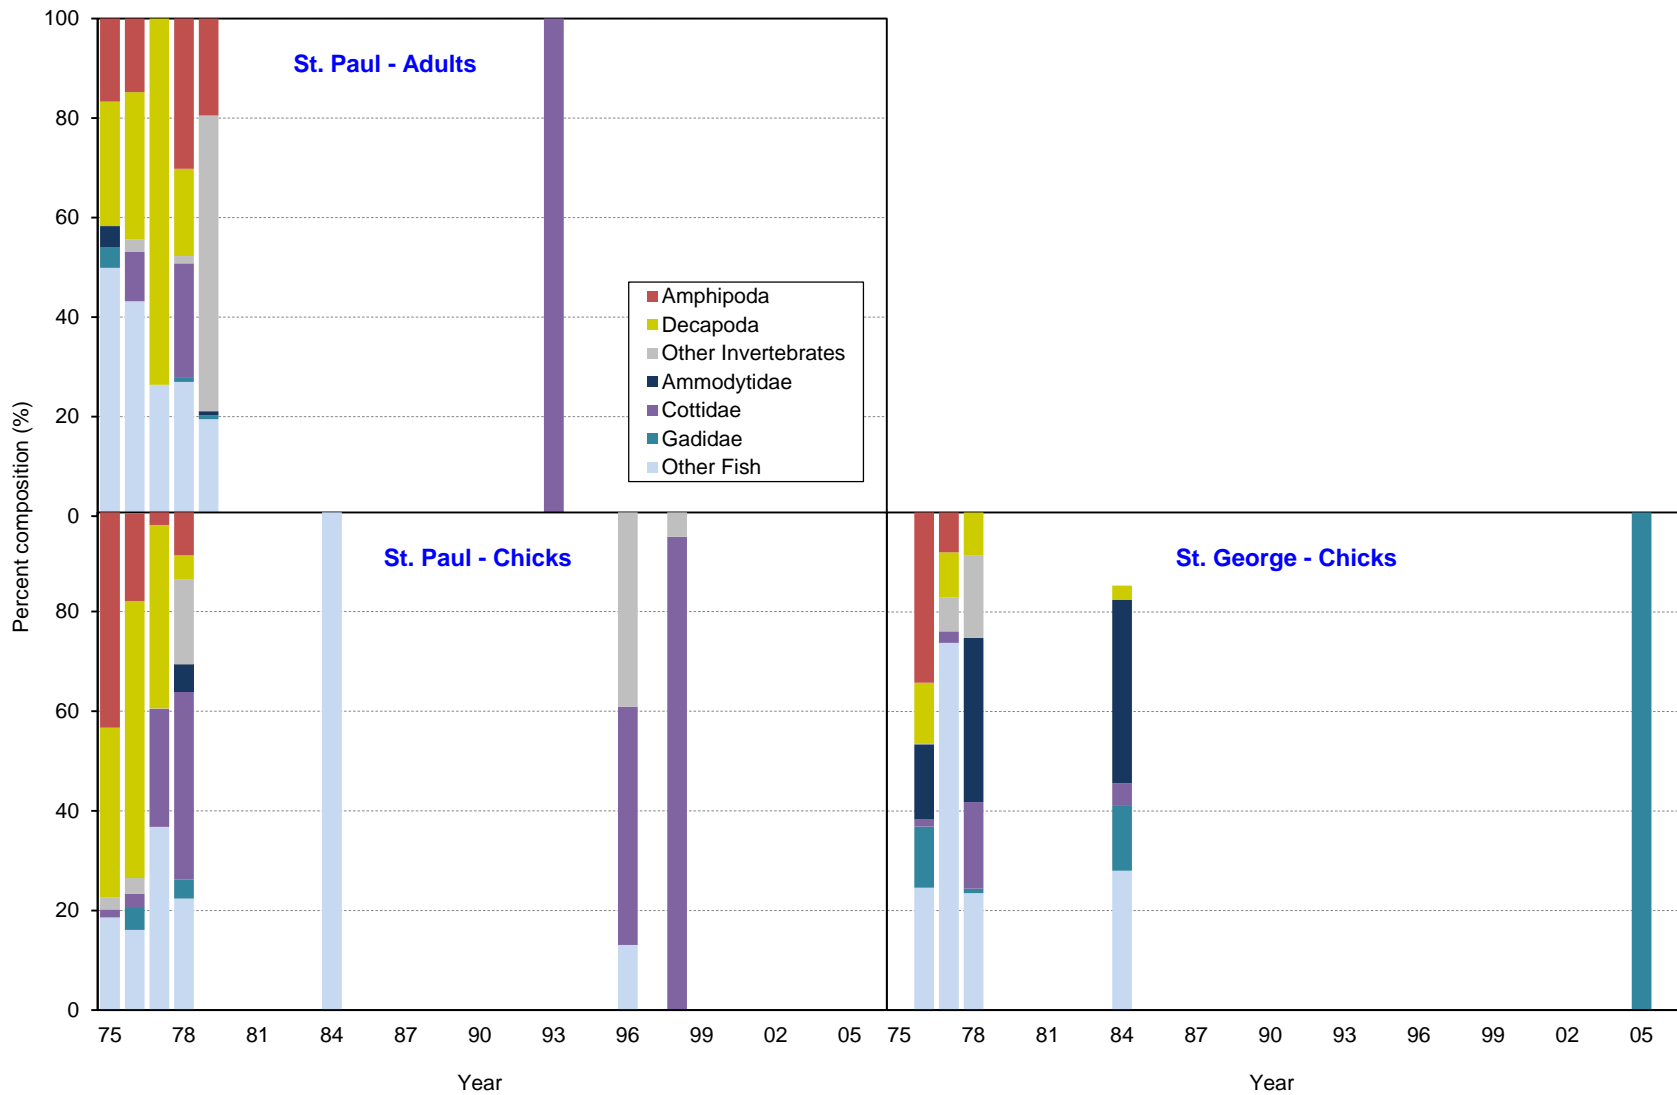 100
80
60
40
20
0
80
60
40
20
0
Percent composition (%)
St. Paul - Adults
Amphipoda
Decapoda
Other Invertebrates
Ammodytidae
Cottidae
Gadidae
Other Fish
St. Paul - Chicks
St. George - Chicks
75 78 81 84 87 90 93 96 99 02 05 75 78 81 84 87 90 93 96 99 02 05
Year Year